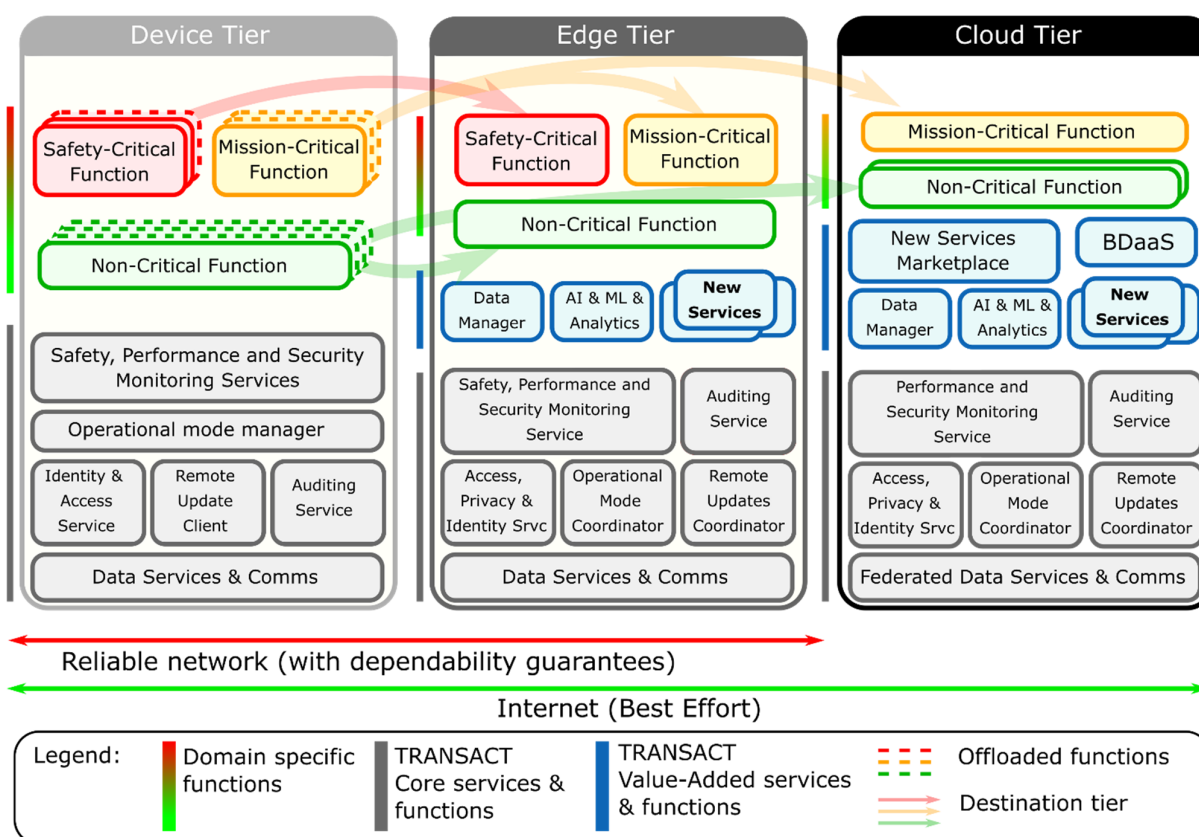 Device Tier
Safety-Critical
Function
Mission-Critical
Function
Non-Critical Function
Safety, Performance and Security
Monitoring Services
Operational mode manager
Identity &
Access
Service
Remote
Update
Client
Auditing
Service
Data Services & Comms
Edge Tier
Safety-Critical
Function
Mission-Critical
Function
Non-Critical Function
Data
Manager
AI & ML &
Analytics
New
Services
Safety, Performance and
Security Monitoring
Service
Auditing
Service
Access,
Privacy &
Identity Srvc
Operational
Mode
Coordinator
Remote
Updates
Coordinator
Data Services & Comms
Cloud Tier
Mission-Critical Function
Non-Critical Function
New Services
Marketplace
BDaaS
Data
Manager
AI & ML &
Analytics
New
Services
Performance and
Security Monitoring
Service
Auditing
Service
Access,
Privacy &
Identity Srvc
Operational
Mode
Coordinator
Remote
Updates
Coordinator
Federated Data Services & Comms
Reliable network (with dependability guarantees)
Internet (Best Effort)
Legend:
Domain specific
functions
TRANSACT
Core services &
functions
TRANSACT
Value-Added services
& functions
Offloaded functions
Destination tier